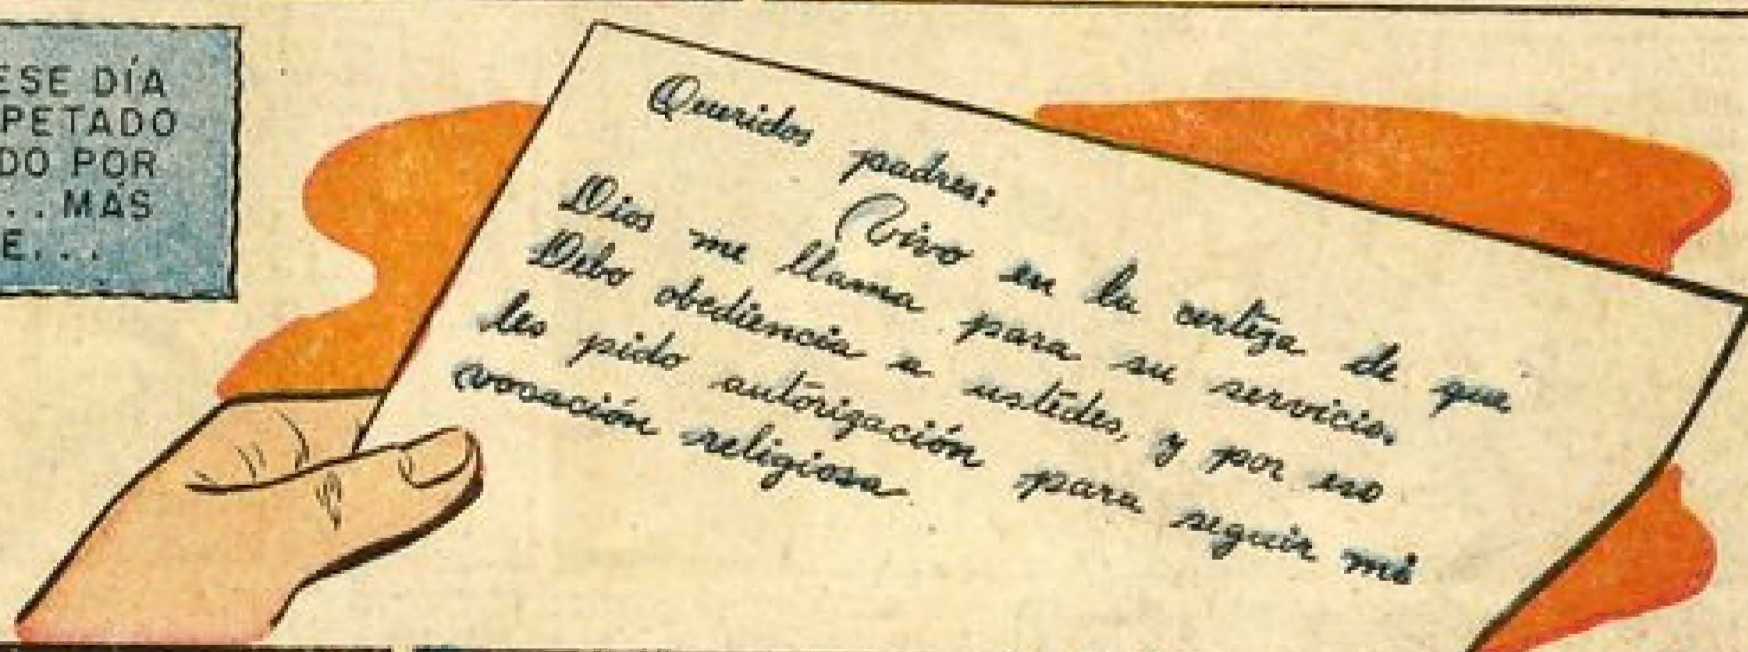 ESE DÍA
PETADO
DO POR
...MÁS
E...
Queridos padres:
Vivo en la certeza de que
Dios me llama para su servicio.
Debo obediencia a ustedes, y por eso
les pido autorización para seguir mi
vocación religiosa.